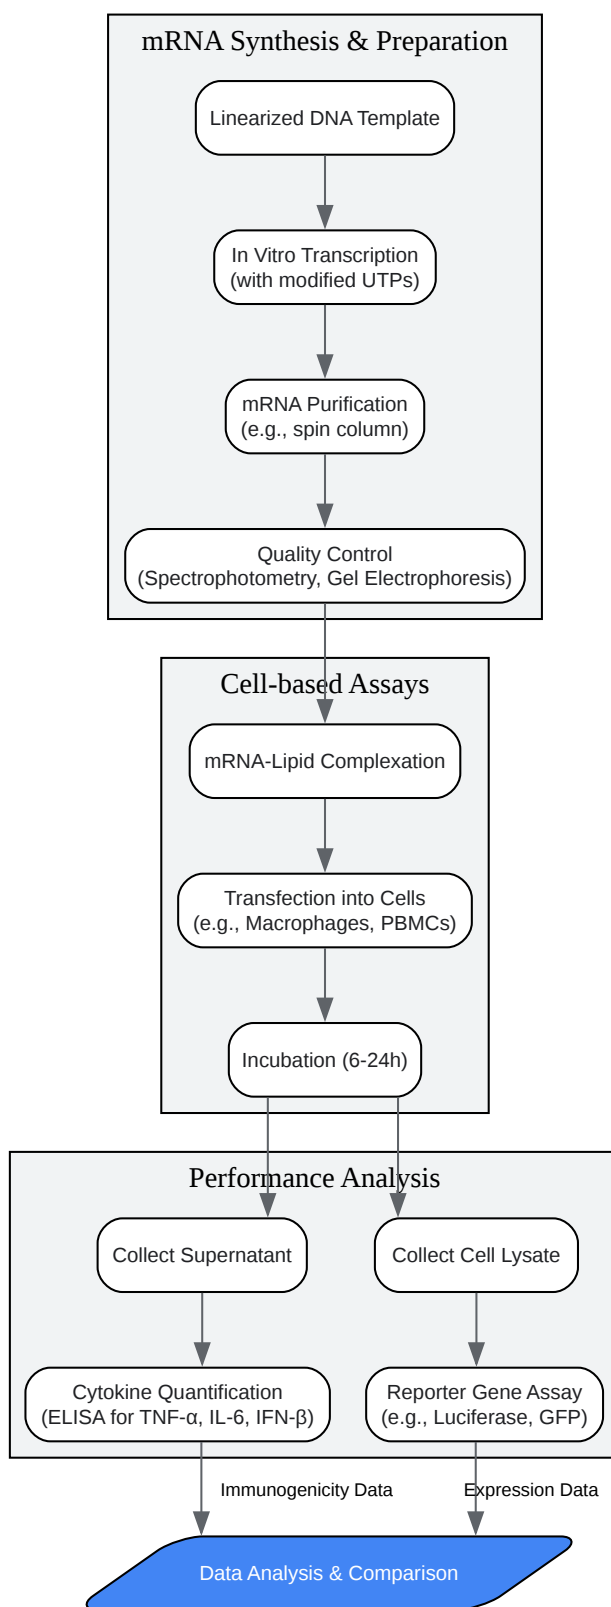 mRNA Synthesis & Preparation
Linearized DNA Template
In Vitro Transcription
(with modified UTPs)
mRNA Purification
(e.g., spin column)
Quality Control
(Spectrophotometry, Gel Electrophoresis)
Cell-based Assays
mRNA-Lipid Complexation
Transfection into Cells
(e.g., Macrophages, PBMCs)
Incubation (6-24h)
Performance Analysis
Collect Supernatant
Collect Cell Lysate
Cytokine Quantification
(ELISA for TNF-α, IL-6, IFN-β)
Reporter Gene Assay
(e.g., Luciferase, GFP)
Immunogenicity Data
Expression Data
Data Analysis & Comparison